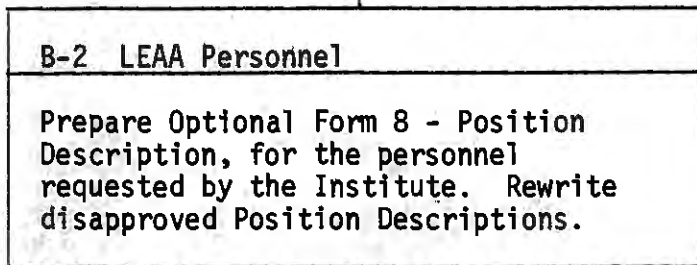 B-2 LEAA Personnel
Prepare Optional Form 8 - Position
Description, for the personnel
requested by the Institute. Rewrite
disapproved Position Descriptions.